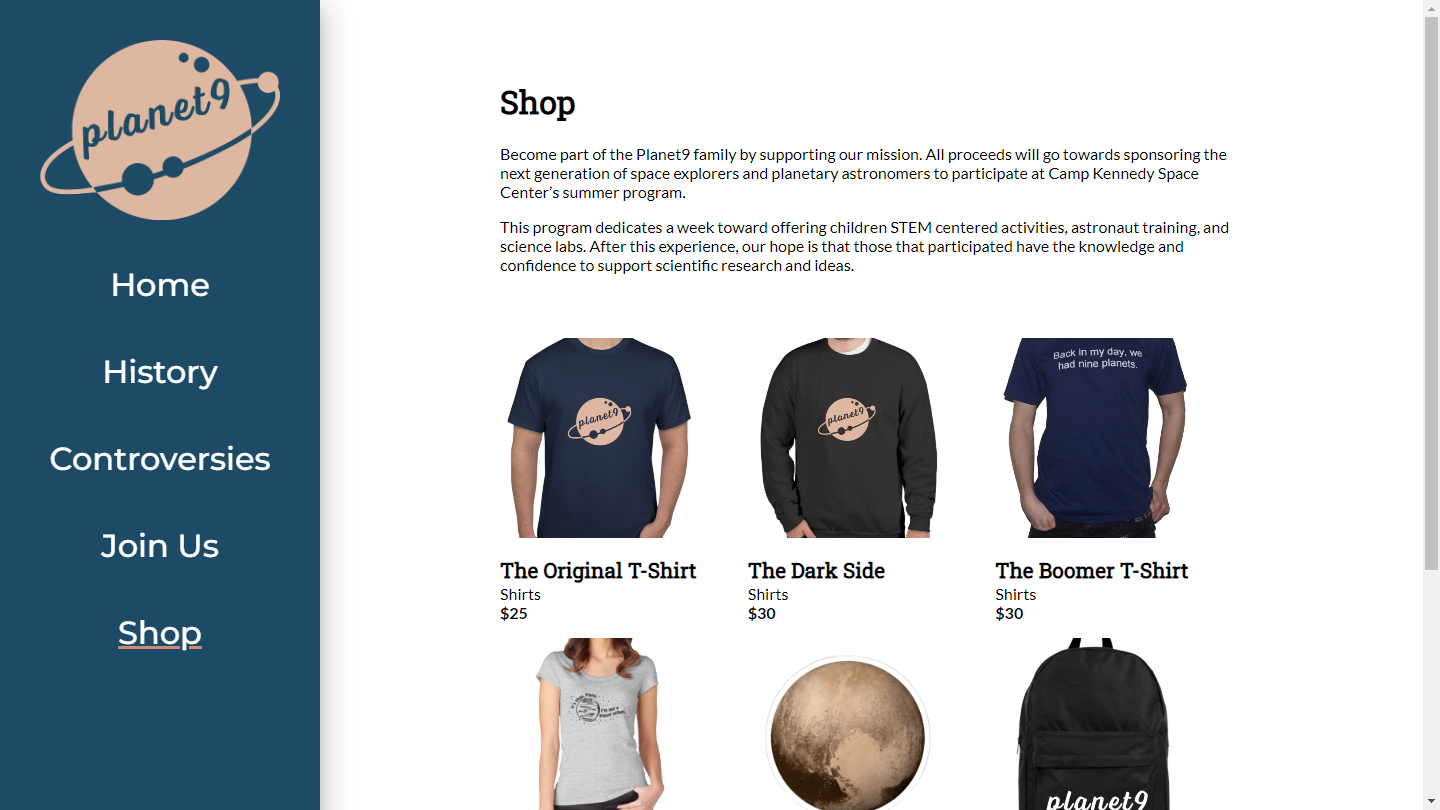 planet9
Home
History
Controversies
Join Us
Shop
Shop
Become part of the Planet9 family by supporting our mission. All proceeds will go towards sponsoring the
next generation of space explorers and planetary astronomers to participate at Camp Kennedy Space
Center’s summer program.
This program dedicates a week toward offering children STEM centered activities, astronaut training, and
science labs. After this experience, our hope is that those that participated have the knowledge and
confidence to support scientific research and ideas.
planet9
planet9
Back in my day, we
had nine planets.
The Original T-Shirt
Shirts
$25
The Dark Side
Shirts
$30
The Boomer T-Shirt
Shirts
$30
planet9